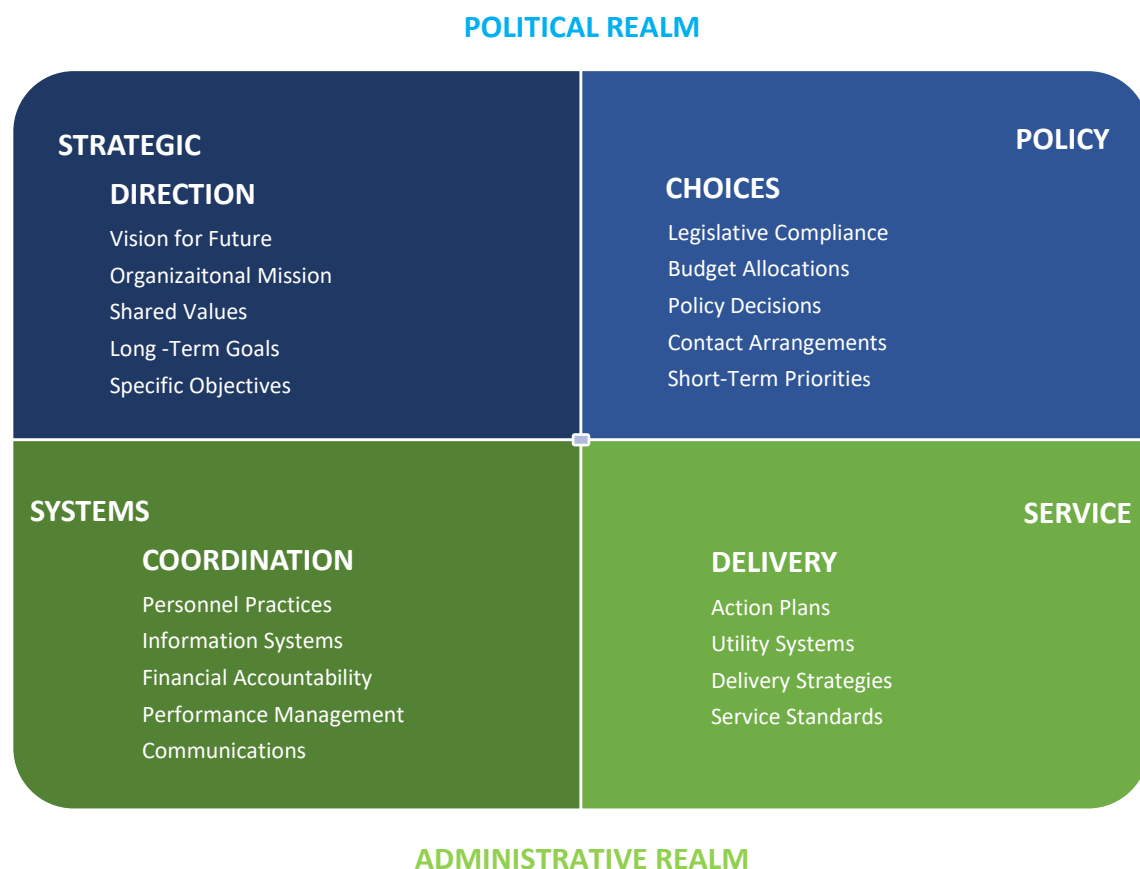 POLITICAL REALM
STRATEGIC
DIRECTION
Vision for Future
Organizaitonal Mission
Shared Values
Long -Term Goals
Specific Objectives
POLICY
CHOICES
Legislative Compliance
Budget Allocations
Policy Decisions
Contact Arrangements
Short-Term Priorities
SYSTEMS
COORDINATION
Personnel Practices
Information Systems
Financial Accountability
Performance Management
Communications
SERVICE
DELIVERY
Action Plans
Utility Systems
Delivery Strategies
Service Standards
ADMINISTRATIVE REALM